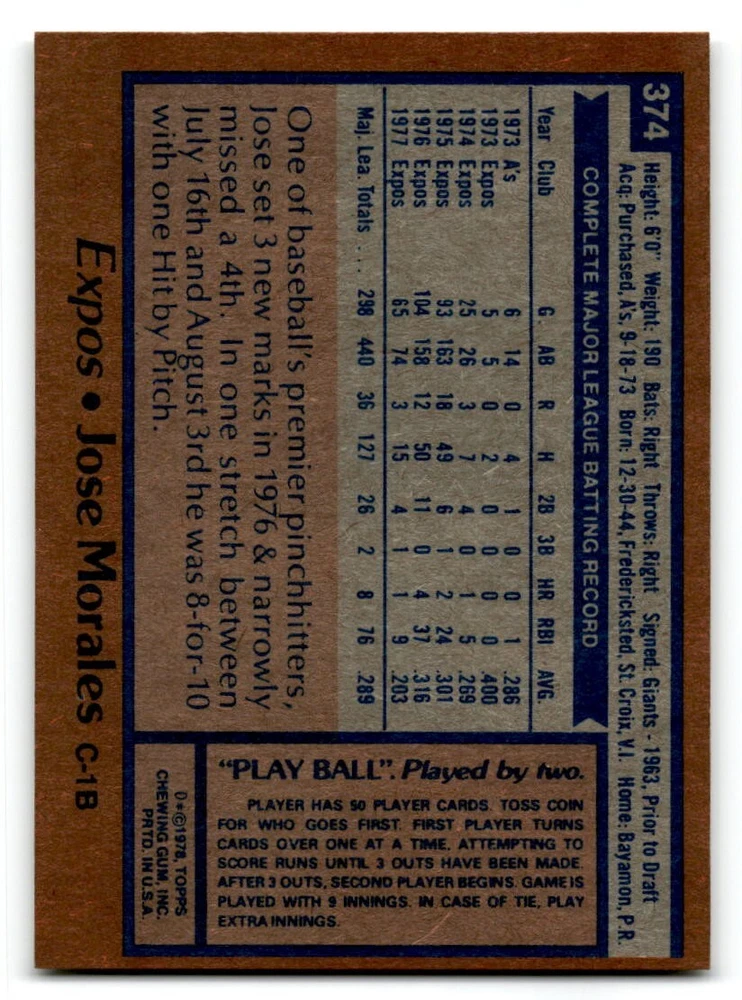 374
Height: 6'0" Weight: 190 Bats: Right Throws: Right Signed: Giants - 1963, Prior to Draft
Acq: Purchased, A's, 9-18-73 Born: 12-30-44, Fredericksted, St. Croix, V.I. Home: Bayamon, P.R.
COMPLETE MAJOR LEAGUE BATTING RECORD
Year Club G AB R H 2B 3B HR RBI AVG.
1973 A's 6 14 0 4 1 0 0 1 .286
1973 Expos 5 5 0 2 0 0 0 0 .400
1974 Expos 25 26 3 7 4 0 1 5 .269
1975 Expos 93 163 18 49 6 1 2 24 .301
1976 Expos 104 158 12 50 11 0 4 37 .316
1977 Expos 65 74 3 15 4 1 1 9 .203
Maj. Lea. Totals . . . 298 440 36 127 26 2 8 76 .289
One of baseball's premier pinchhitters,
Jose set 3 new marks in 1976 & narrowly
missed a 4th. In one stretch between
July 16th and August 3rd he was 8-for-10
with one Hit by Pitch.
Expos • Jose Morales C-1B
"PLAY BALL". Played by two.
PLAYER HAS 50 PLAYER CARDS. TOSS COIN
FOR WHO GOES FIRST. FIRST PLAYER TURNS
CARDS OVER ONE AT A TIME, ATTEMPTING TO
SCORE RUNS UNTIL 3 OUTS HAVE BEEN MADE.
AFTER 3 OUTS, SECOND PLAYER BEGINS. GAME IS
PLAYED WITH 9 INNINGS. IN CASE OF TIE, PLAY
EXTRA INNINGS.
D*©1978, TOPPS
CHEWING GUM, INC.
PRTD. IN U.S.A.